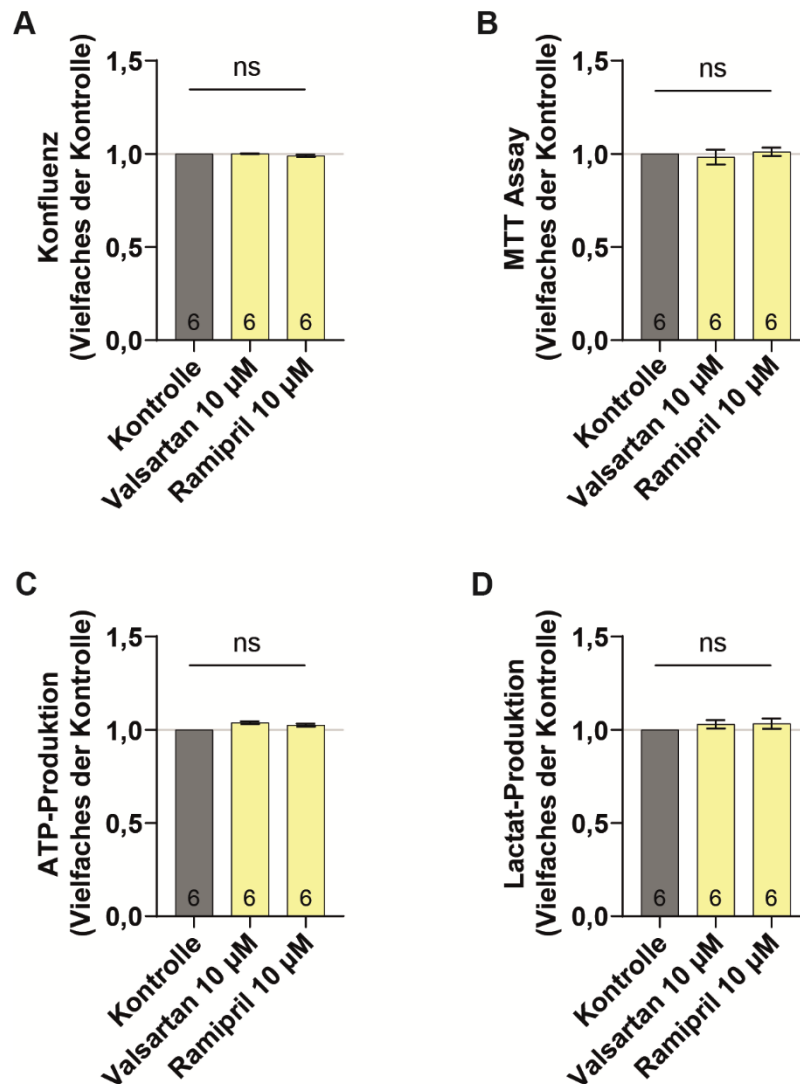 A
Konfluenz
(Vielfaches der Kontrolle)
1,5
1,0
0,5
0,0
ns
6
6
6
Kontrolle
Valsartan 10 µM
Ramipril 10 µM
B
MTT Assay
(Vielfaches der Kontrolle)
1,5
1,0
0,5
0,0
ns
6
6
6
Kontrolle
Valsartan 10 µM
Ramipril 10 µM
C
ATP-Produktion
(Vielfaches der Kontrolle)
1,5
1,0
0,5
0,0
ns
6
6
6
Kontrolle
Valsartan 10 µM
Ramipril 10 µM
D
Lactat-Produktion
(Vielfaches der Kontrolle)
1,5
1,0
0,5
0,0
ns
6
6
6
Kontrolle
Valsartan 10 µM
Ramipril 10 µM